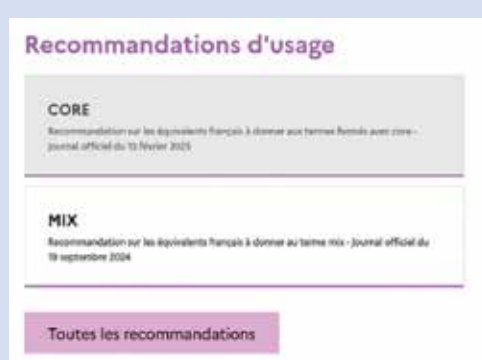 Recommandations d'usage
CORE
Recommandation sur les équivalents français à donner aux termes formés avec core -
Journal officiel du 13 février 2025
MIX
Recommandation sur les équivalents français à donner au terme mix - Journal officiel du
19 septembre 2024
Toutes les recommandations